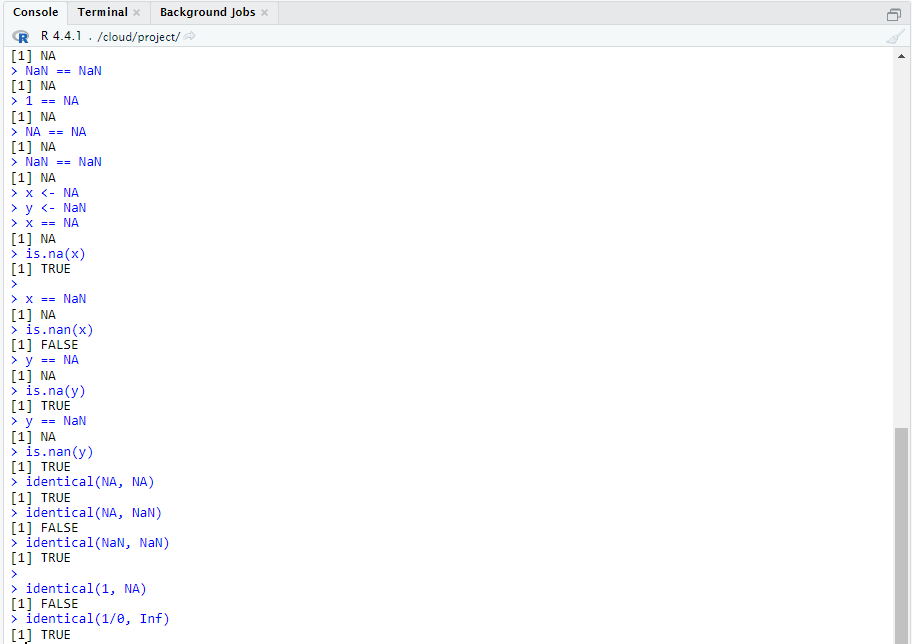 Console Terminal × Background Jobs ×
R R 4.4.1 . /cloud/project/
[1] NA
> NaN == NaN
[1] NA
> 1 == NA
[1] NA
> NA == NA
[1] NA
> NaN == NaN
[1] NA
> x <- NA
> y <- NaN
> x == NA
[1] NA
> is.na(x)
[1] TRUE
>
> x == NaN
[1] NA
> is.nan(x)
[1] FALSE
> y == NA
[1] NA
> is.na(y)
[1] TRUE
> y == NaN
[1] NA
> is.nan(y)
[1] TRUE
> identical(NA, NA)
[1] TRUE
> identical(NA, NaN)
[1] FALSE
> identical(NaN, NaN)
[1] TRUE
>
> identical(1, NA)
[1] FALSE
> identical(1/0, Inf)
[1] TRUE